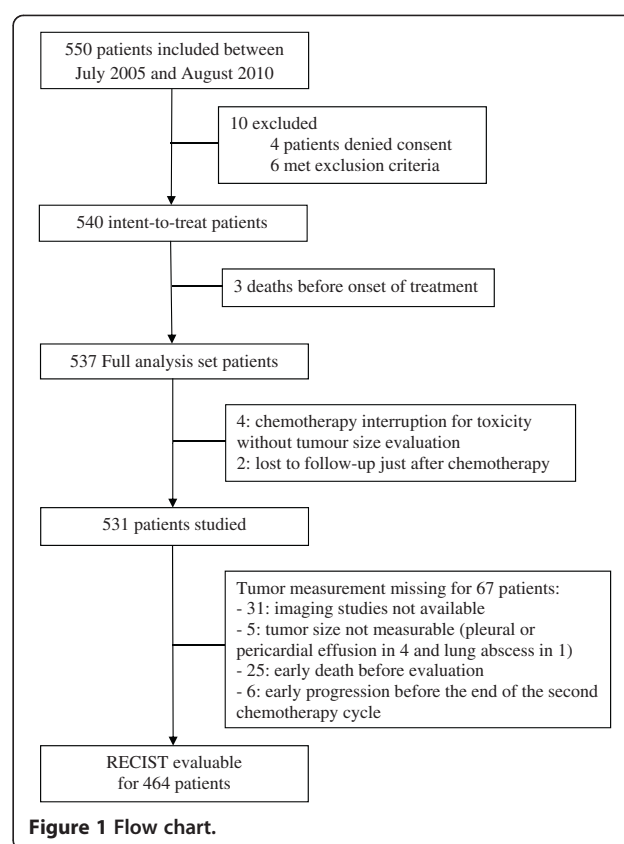 550 patients included between
July 2005 and August 2010
10 excluded
4 patients denied consent
6 met exclusion criteria
540 intent-to-treat patients
3 deaths before onset of treatment
537 Full analysis set patients
4: chemotherapy interruption for toxicity
without tumour size evaluation
2: lost to follow-up just after chemotherapy
531 patients studied
Tumor measurement missing for 67 patients:
- 31: imaging studies not available
- 5: tumor size not measurable (pleural or
pericardial effusion in 4 and lung abscess in 1)
- 25: early death before evaluation
- 6: early progression before the end of the second
chemotherapy cycle
RECIST evaluable
for 464 patients
Figure 1 Flow chart.